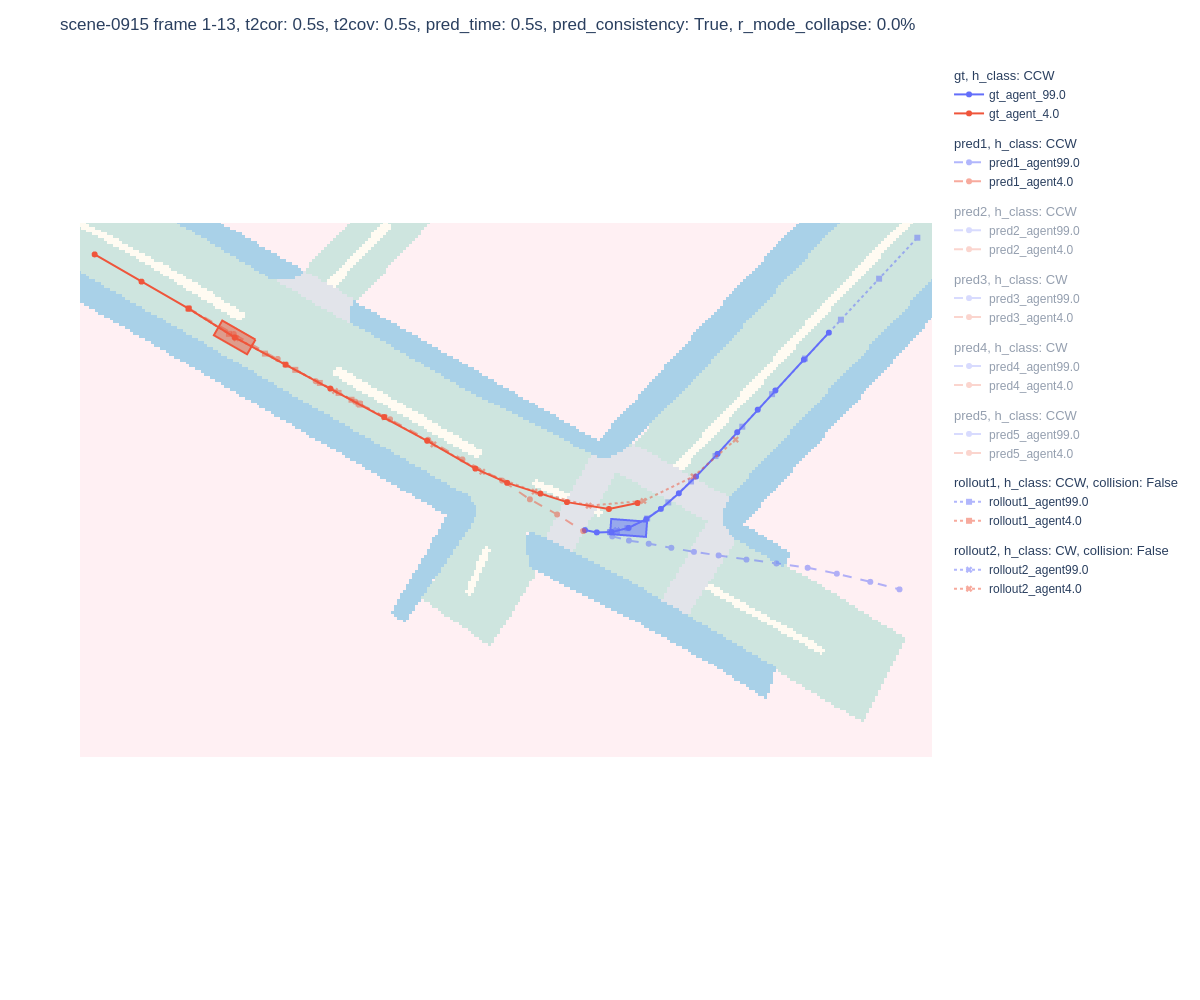 scene-0915 frame 1-13, t2cor: 0.5s, t2cov: 0.5s, pred_time: 0.5s, pred_consistency: True, r_mode_collapse: 0.0%
gt, h_class: CCW
gt_agent_99.0
gt_agent_4.0
pred1, h_class: CCW
pred1_agent99.0
pred1_agent4.0
pred2, h_class: CCW
pred2_agent99.0
pred2_agent4.0
pred3, h_class: CW
pred3_agent99.0
pred3_agent4.0
pred4, h_class: CW
pred4_agent99.0
pred4_agent4.0
pred5, h_class: CCW
pred5_agent99.0
pred5_agent4.0
rollout1, h_class: CCW, collision: False
rollout1_agent99.0
rollout1_agent4.0
rollout2, h_class: CW, collision: False
rollout2_agent99.0
rollout2_agent4.0